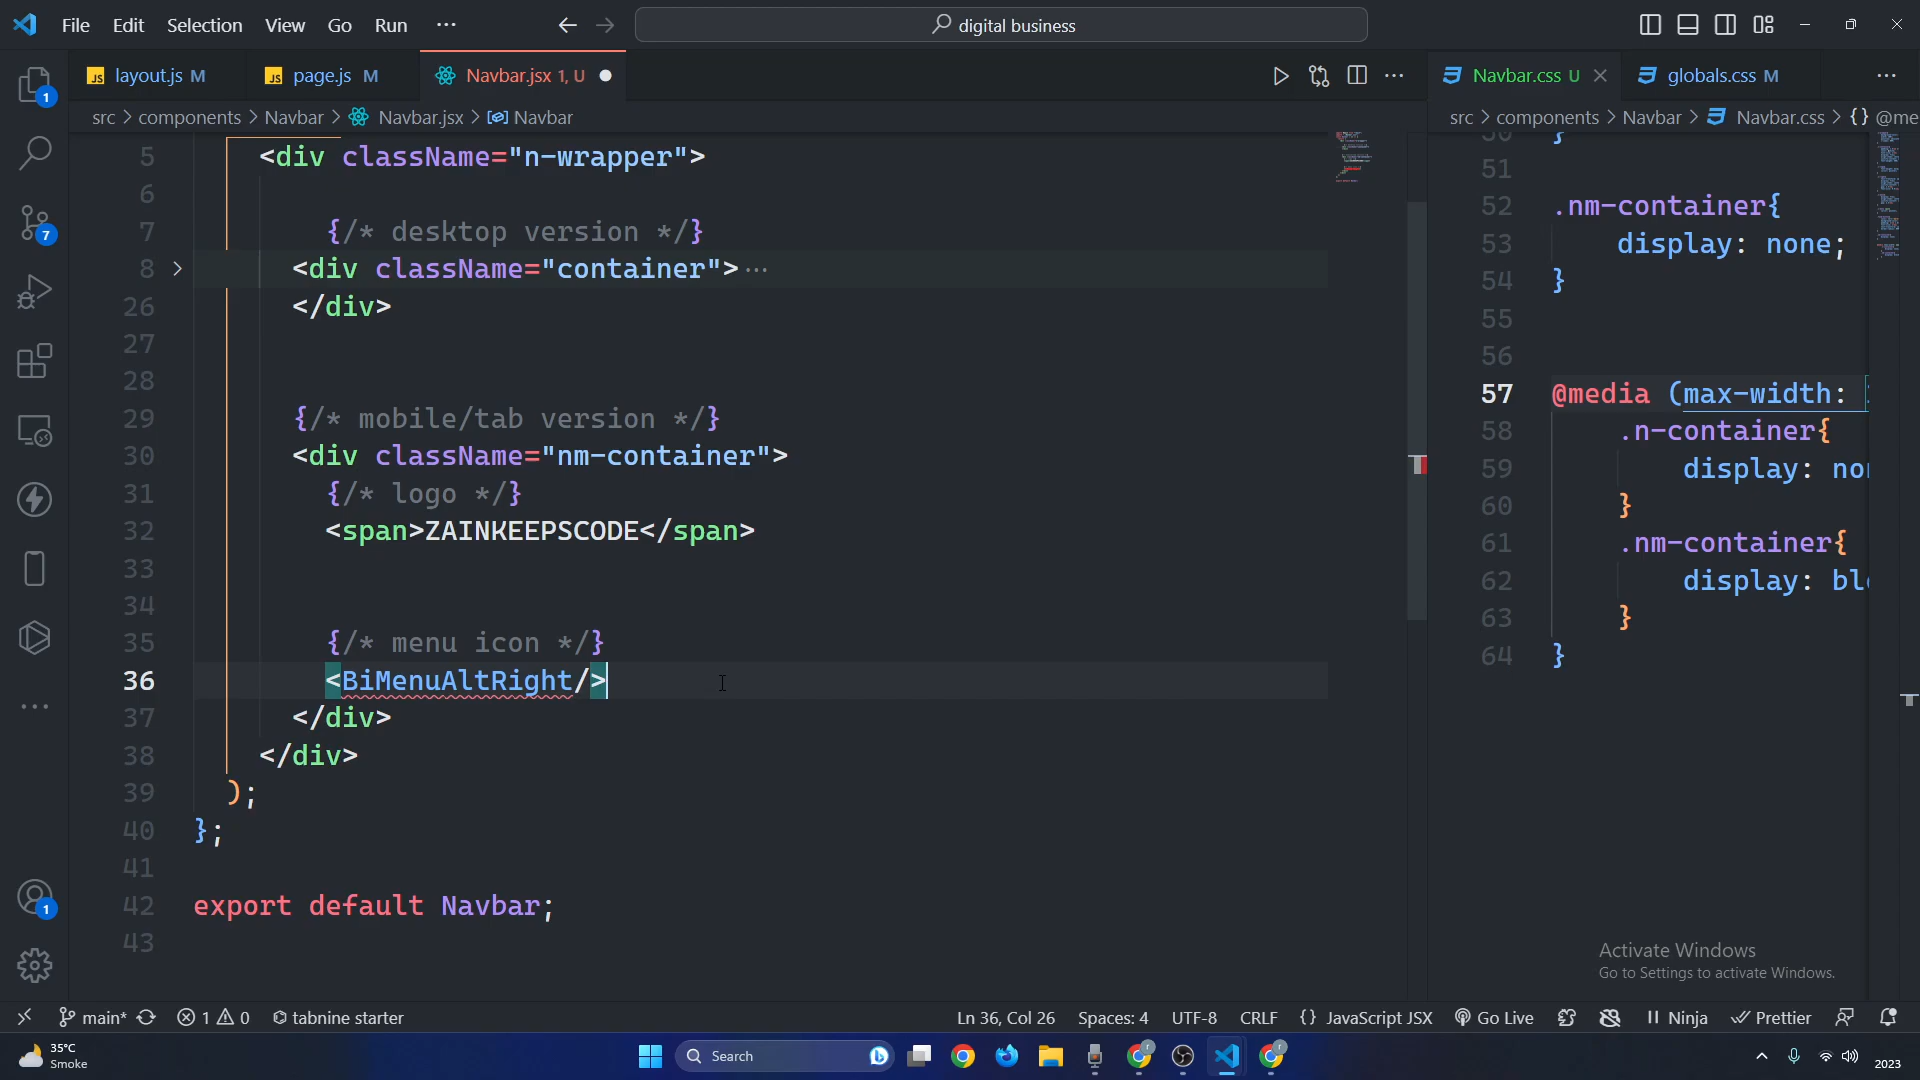 File Edit Selection View Go Run ··· digital business
layout.js M page.js M Navbar.jsx 1, U
Navbar.css U globals.css M
src > components > Navbar > Navbar.jsx > Navbar
src > components > Navbar > Navbar.css > {} @me
5 <div className="n-wrapper">
6
7 {/* desktop version */}
8 <div className="container">···
26 </div>
27
28
29 {/* mobile/tab version */}
30 <div className="nm-container">
31 {/* logo */}
32 <span>ZAINKEEPSCODE</span>
33
34
35 {/* menu icon */}
36 <BiMenuAltRight/>
37 </div>
38 </div>
39 );
40 };
41
42 export default Navbar;
43
50 }
51
52 .nm-container{
53 display: none;
54 }
55
56
57 @media (max-width:
58 .n-container{
59 display: no
60 }
61 .nm-container{
62 display: bl
63 }
64 }
Activate Windows
Go to Settings to activate Windows.
1
7
1
main* 1 0 tabnine starter Ln 36, Col 26 Spaces: 4 UTF-8 CRLF {} JavaScript JSX Go Live Ninja Prettier
35°C
Smoke
Search
2023